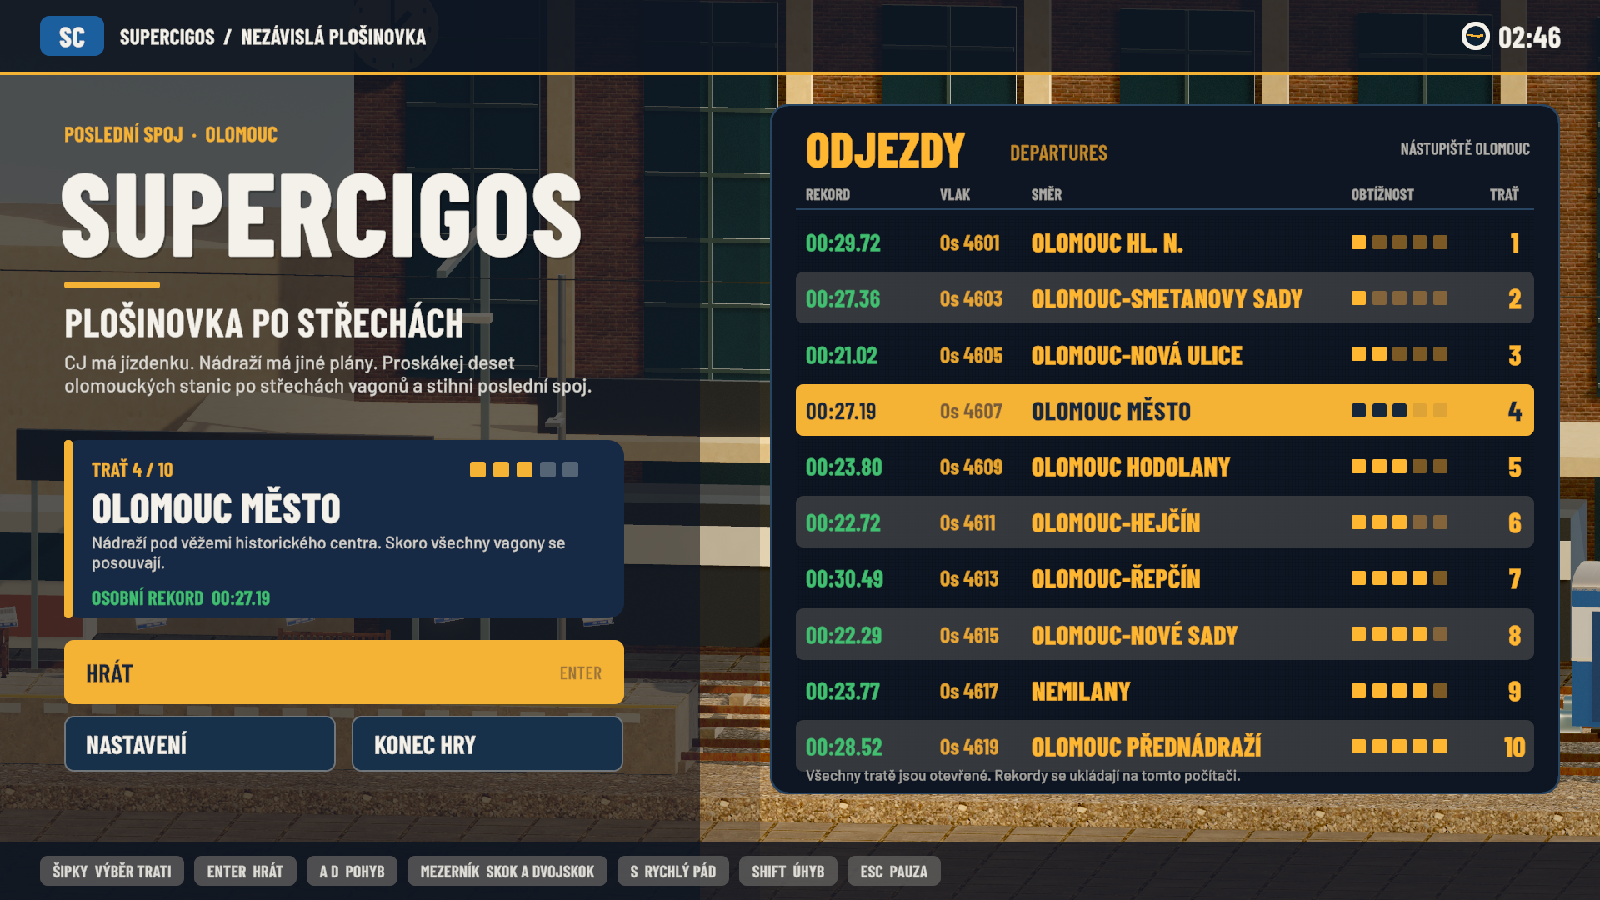 SC SUPERCIGOS / NEZÁVISLÁ PLOŠINOVKA
02:46
POSLEDNÍ SPOJ • OLOMOUC
SUPERCIGOS
PLOŠINOVKA PO STŘECHÁCH
CJ má jízdenku. Nádraží má jiné plány. Proskákej deset
olomouckých stanic po střechách vagonů a stihni poslední spoj.
TRAŤ 4 / 10
OLOMOUC MĚSTO
Nádraží pod věžemi historického centra. Skoro všechny vagony se
posouvají.
OSOBNÍ REKORD 00:27.19
HRÁT ENTER
NASTAVENÍ KONEC HRY
ODJEZDY DEPARTURES NÁSTUPIŠTĚ OLOMOUC
REKORD VLAK SMĚR OBTÍŽNOST TRAŤ
00:29.72 Os 4601 OLOMOUC HL. N. 1
00:27.36 Os 4603 OLOMOUC-SMETANOVY SADY 2
00:21.02 Os 4605 OLOMOUC-NOVÁ ULICE 3
00:27.19 Os 4607 OLOMOUC MĚSTO 4
00:23.80 Os 4609 OLOMOUC HODOLANY 5
00:22.72 Os 4611 OLOMOUC-HEJČÍN 6
00:30.49 Os 4613 OLOMOUC-ŘEPČÍN 7
00:22.29 Os 4615 OLOMOUC-NOVÉ SADY 8
00:23.77 Os 4617 NEMILANY 9
00:28.52 Os 4619 OLOMOUC PŘEDNÁDRAŽÍ 10
Všechny tratě jsou otevřené. Rekordy se ukládají na tomto počítači.
ŠIPKY VÝBĚR TRATI ENTER HRÁT A D POHYB MEZERNÍK SKOK A DVOJSKOK S RYCHLÝ PÁD SHIFT ÚHYB ESC PAUZA